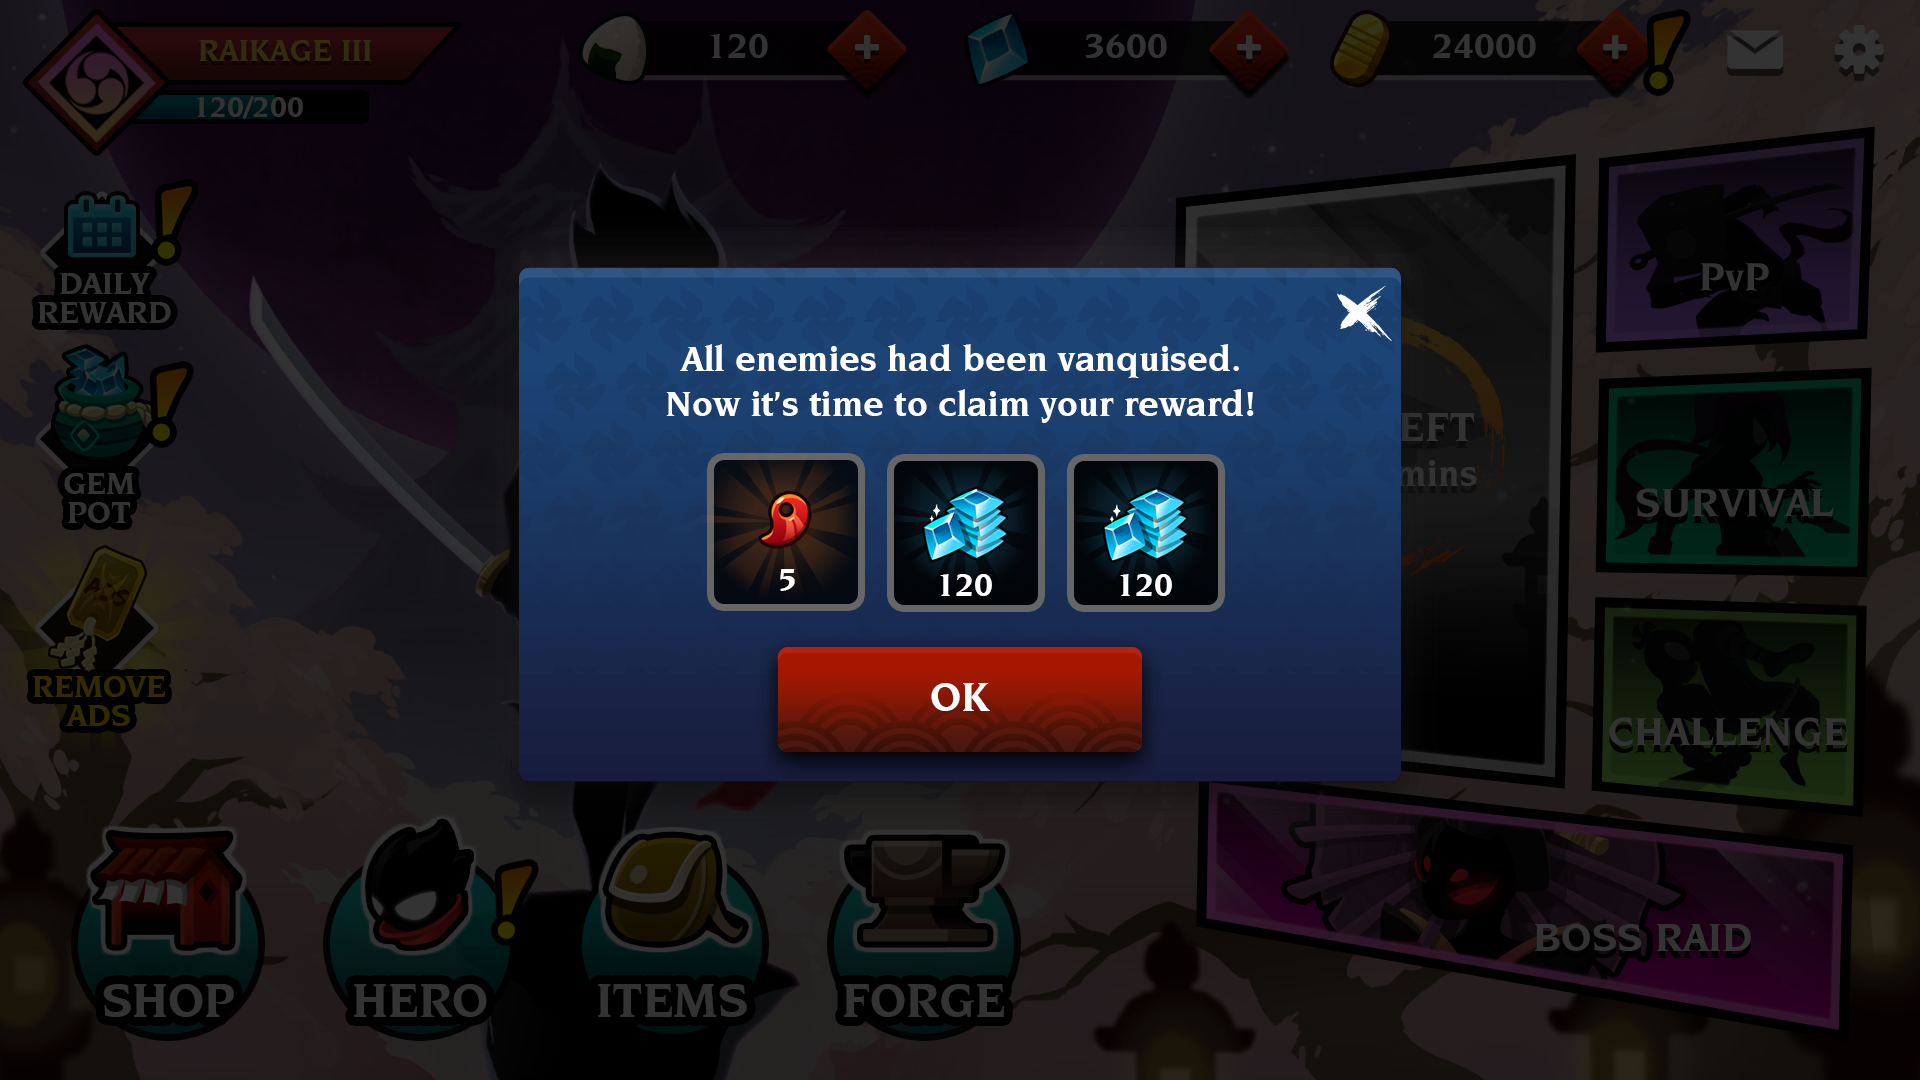 RAIKAGE III
120/200
120
3600
24000
DAILY
REWARD
GEM
POT
REMOVE
ADS
All enemies had been vanquised.
Now it's time to claim your reward!
5
120
120
OK
EFT
mins
PvP
SURVIVAL
CHALLENGE
BOSS RAID
SHOP
HERO
ITEMS
FORGE